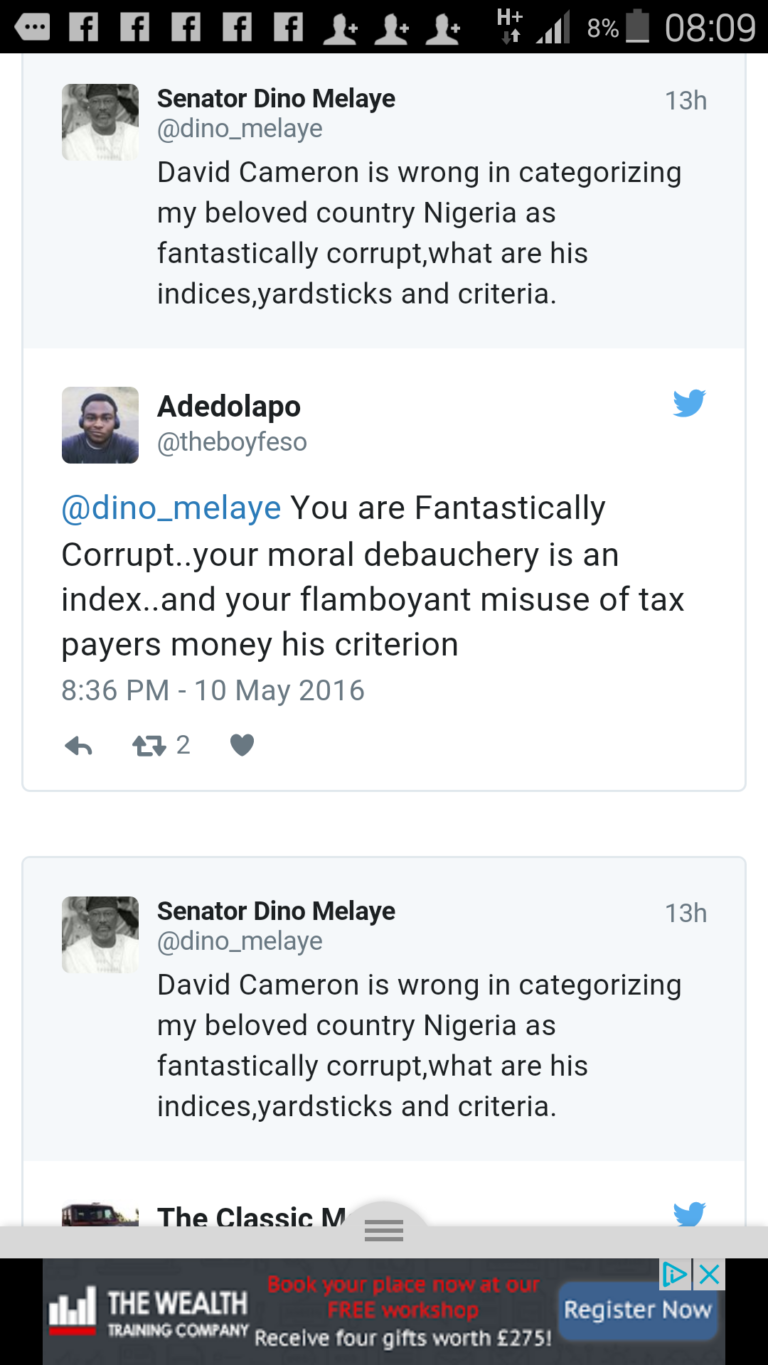 H+ 8% 08:09
Senator Dino Melaye 13h
@dino_melaye
David Cameron is wrong in categorizing
my beloved country Nigeria as
fantastically corrupt,what are his
indices,yardsticks and criteria.
Adedolapo
@theboyfeso
@dino_melaye You are Fantastically
Corrupt..your moral debauchery is an
index..and your flamboyant misuse of tax
payers money his criterion
8:36 PM - 10 May 2016
2
Senator Dino Melaye 13h
@dino_melaye
David Cameron is wrong in categorizing
my beloved country Nigeria as
fantastically corrupt,what are his
indices,yardsticks and criteria.
The Classic M
THE WEALTH
TRAINING COMPANY
Book your place now at our
FREE workshop
Receive four gifts worth £275!
Register Now